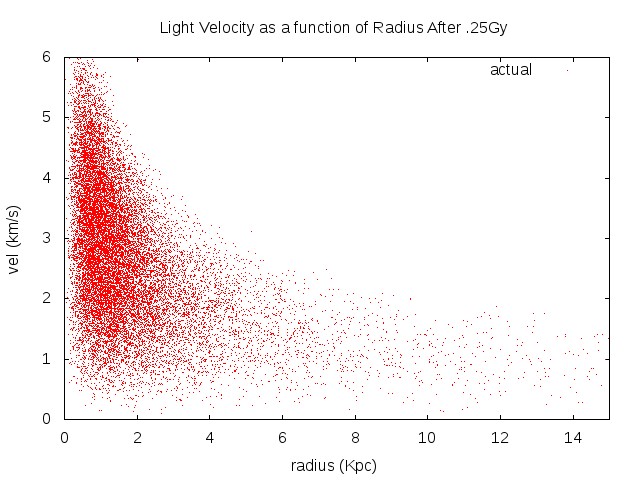 Light Velocity as a function of Radius After .25Gy
actual
6
5
4
3
2
1
0
vel (km/s)
0 2 4 6 8 10 12 14
radius (Kpc)